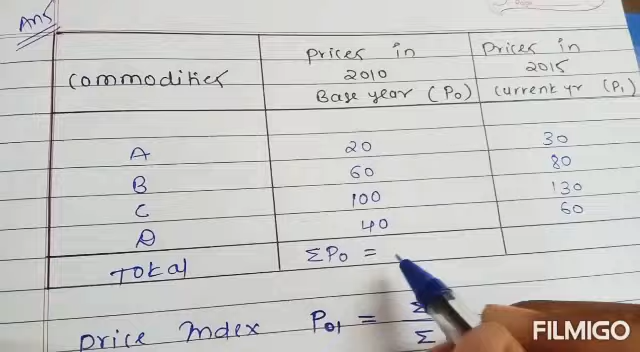 Ans
Commodities
Prices in
2010
Base year (P0)
Prices in
2015
Current yr (P1)
A 20 30
B 60 80
C 100 130
D 40 60
Total ΣP0 =
Price Index P01 = Σ
Σ
FILMIGO